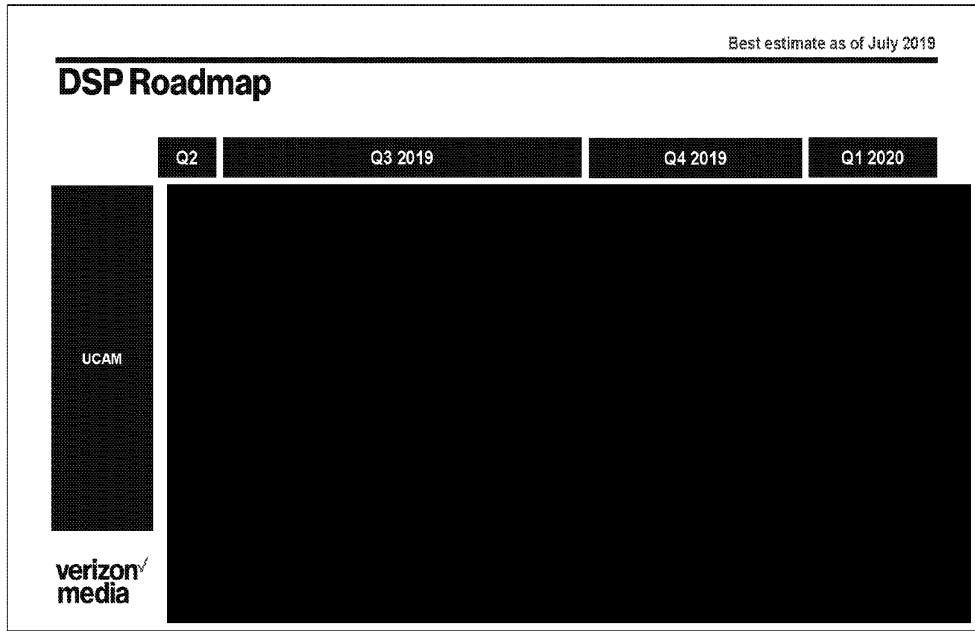 Best estimate as of July 2019
DSP Roadmap
Q2 Q3 2019 Q4 2019 Q1 2020
UCAM
verizon✓
media